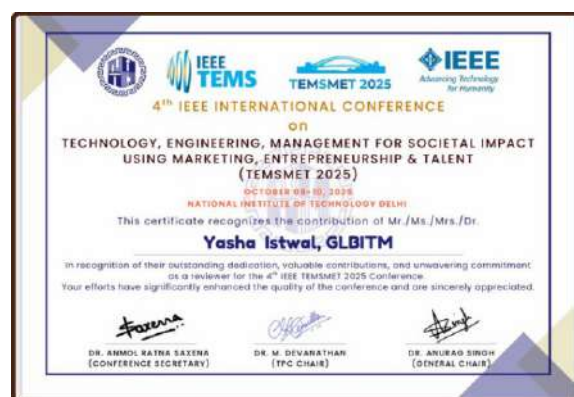 IEEE
TEMS
TEMSMET 2025
IEEE
Advancing Technology
for Humanity
4th IEEE INTERNATIONAL CONFERENCE
on
TECHNOLOGY, ENGINEERING, MANAGEMENT FOR SOCIETAL IMPACT
USING MARKETING, ENTREPRENEURSHIP & TALENT
(TEMSMET 2025)
OCTOBER 08-10, 2025
NATIONAL INSTITUTE OF TECHNOLOGY DELHI
This certificate recognizes the contribution of Mr./Ms./Mrs./Dr.
Yasha Istwal, GLBITM
In recognition of their outstanding dedication, valuable contributions, and unwavering commitment
as a reviewer for the 4th IEEE TEMSMET 2025 Conference.
Your efforts have significantly enhanced the quality of the conference and are sincerely appreciated.
DR. ANMOL RATNA SAXENA
(CONFERENCE SECRETARY)
DR. M. DEVANATHAN
(TPC CHAIR)
DR. ANURAG SINGH
(GENERAL CHAIR)